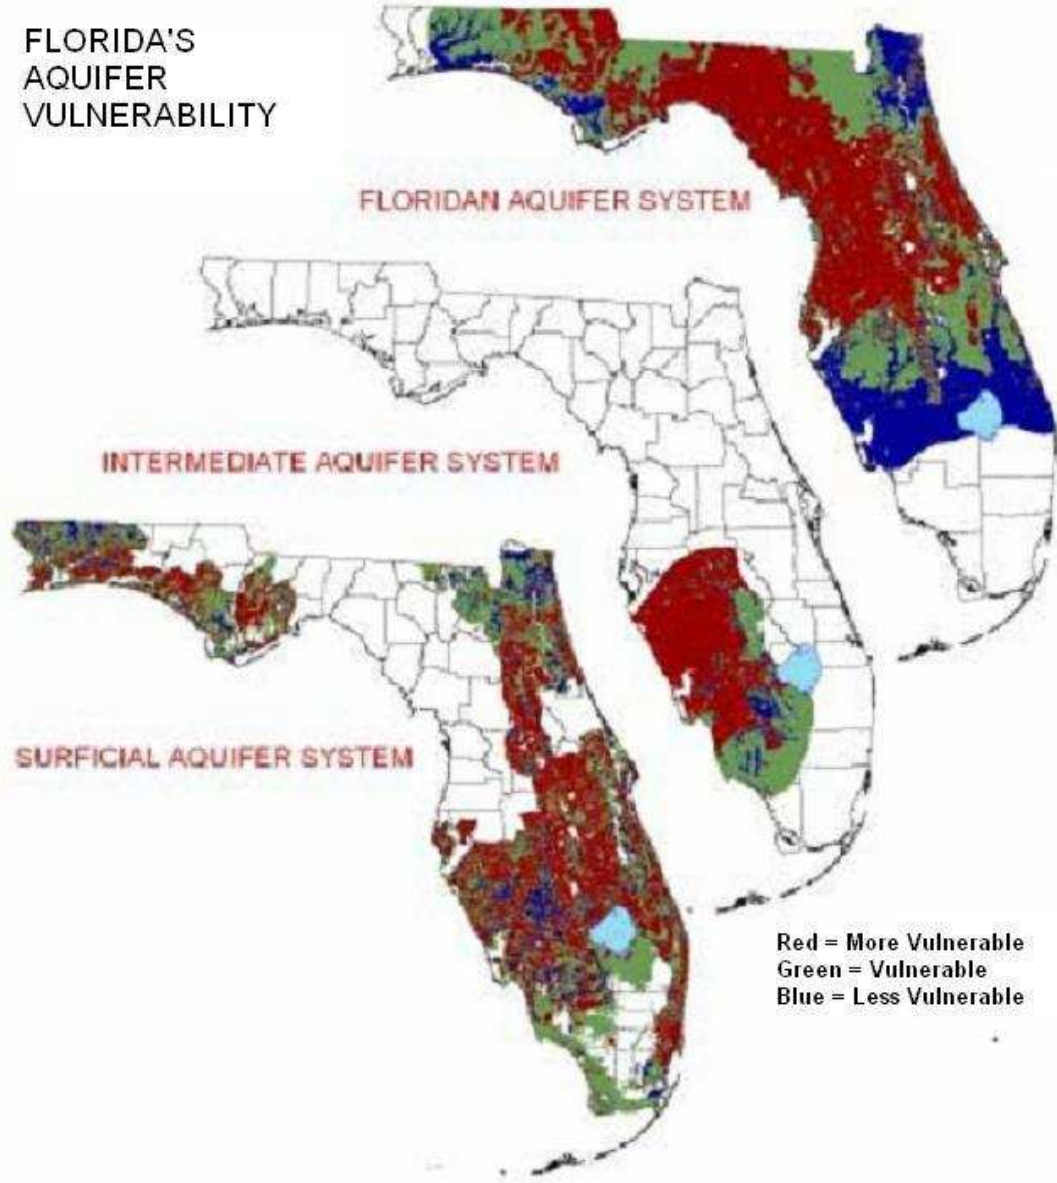 FLORIDA'S
AQUIFER
VULNERABILITY
FLORIDAN AQUIFER SYSTEM
INTERMEDIATE AQUIFER SYSTEM
SURFICIAL AQUIFER SYSTEM
Red = More Vulnerable
Green = Vulnerable
Blue = Less Vulnerable